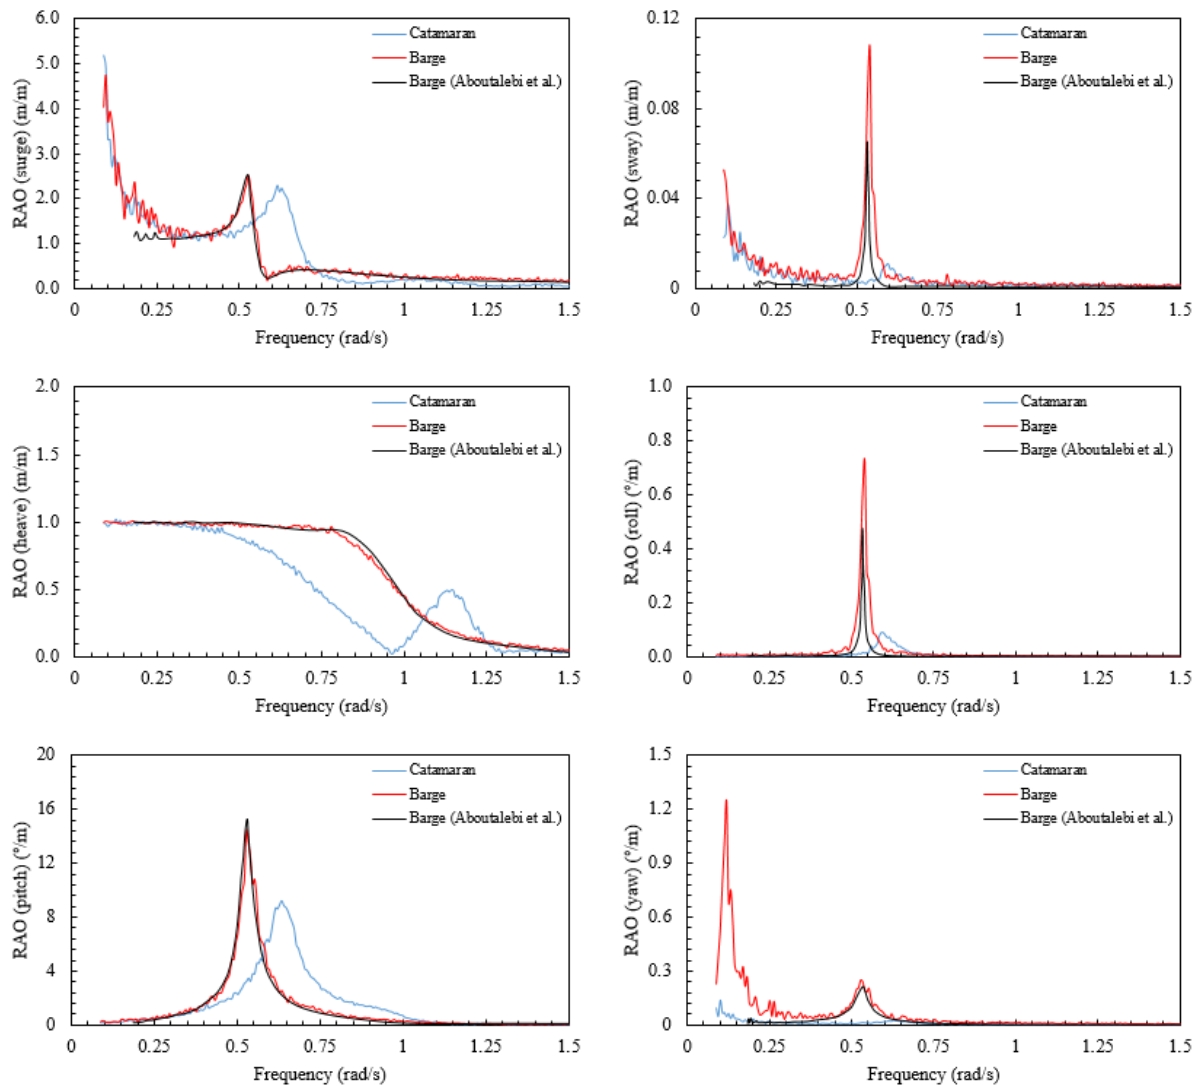 6.0
5.0
4.0
3.0
2.0
1.0
0.0
RAO (surge) (m/m)
Catamaran
Barge
Barge (Aboutalebi et al.)
0 0.25 0.5 0.75 1 1.25 1.5
Frequency (rad/s)
0.12
0.08
0.04
0
RAO (sway) (m/m)
Catamaran
Barge
Barge (Aboutalebi et al.)
0 0.25 0.5 0.75 1 1.25 1.5
Frequency (rad/s)
2.0
1.5
1.0
0.5
0.0
RAO (heave) (m/m)
Catamaran
Barge
Barge (Aboutalebi et al.)
0 0.25 0.5 0.75 1 1.25 1.5
Frequency (rad/s)
1.0
0.8
0.6
0.4
0.2
0.0
RAO (roll) (°/m)
Catamaran
Barge
Barge (Aboutalebi et al.)
0 0.25 0.5 0.75 1 1.25 1.5
Frequency (rad/s)
20
16
12
8
4
0
RAO (pitch) (°/m)
Catamaran
Barge
Barge (Aboutalebi et al.)
0 0.25 0.5 0.75 1 1.25 1.5
Frequency (rad/s)
1.5
1.2
0.9
0.6
0.3
0
RAO (yaw) (°/m)
Catamaran
Barge
Barge (Aboutalebi et al.)
0 0.25 0.5 0.75 1 1.25 1.5
Frequency (rad/s)